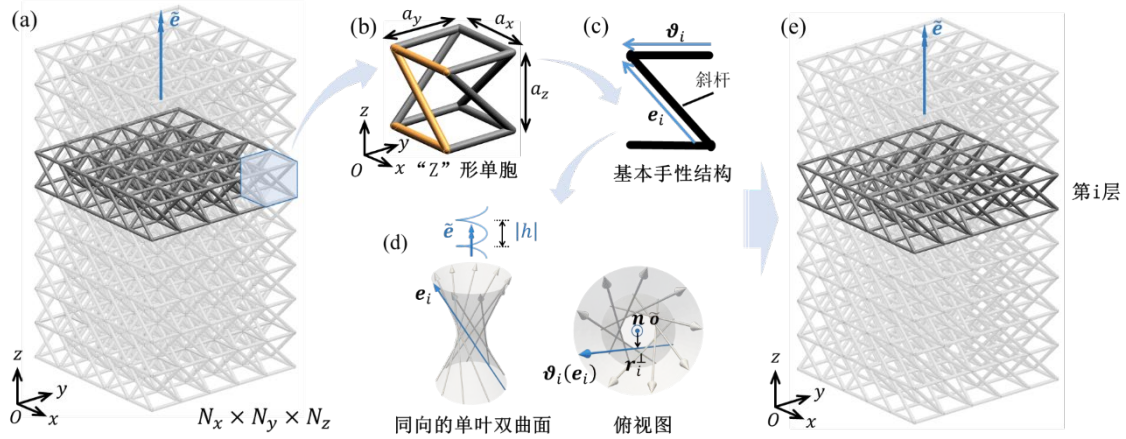 (a)
ẽ
z
y
O
x
N_x × N_y × N_z
(b)
a_y
a_x
a_z
z
y
O
x
“Z”形单胞
(c)
ϑ_i
斜杆
e_i
基本手性结构
(d)
ẽ
|h|
e_i
同向的单叶双曲面
n õ
r_i^⊥
ϑ_i(e_i)
俯视图
(e)
ẽ
第i层
z
y
O
x